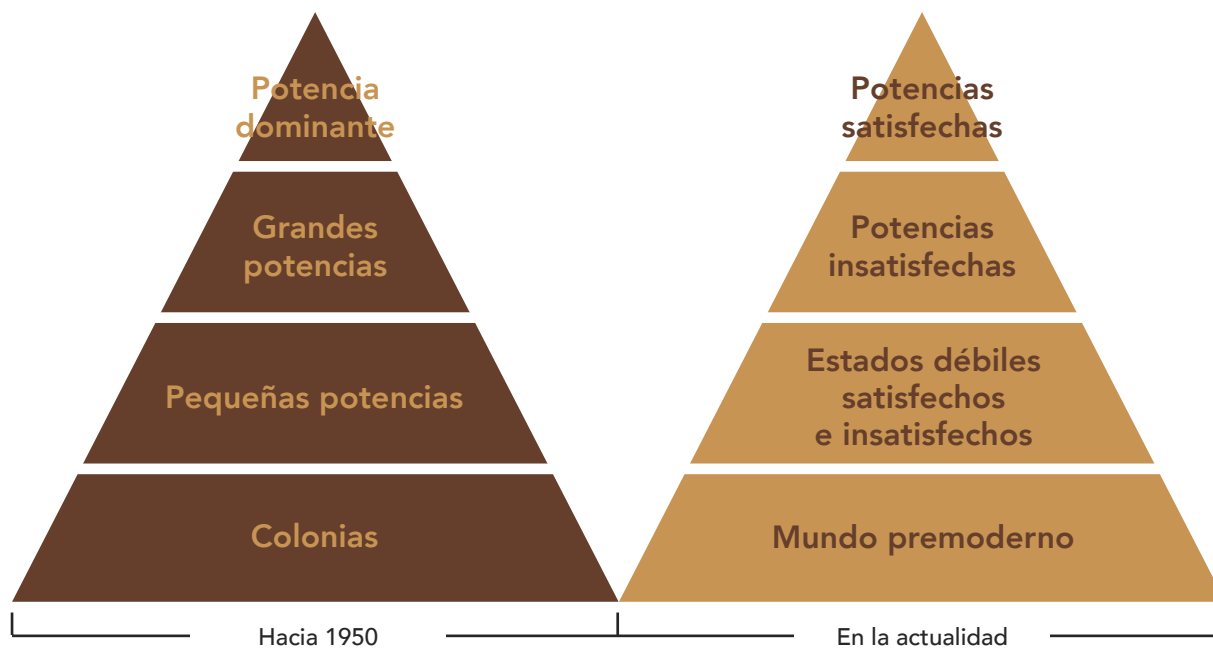 Potencia
dominante
Grandes
potencias
Pequeñas potencias
Colonias
Hacia 1950
Potencias
satisfechas
Potencias
insatisfechas
Estados débiles
satisfechos
e insatisfechos
Mundo premoderno
En la actualidad